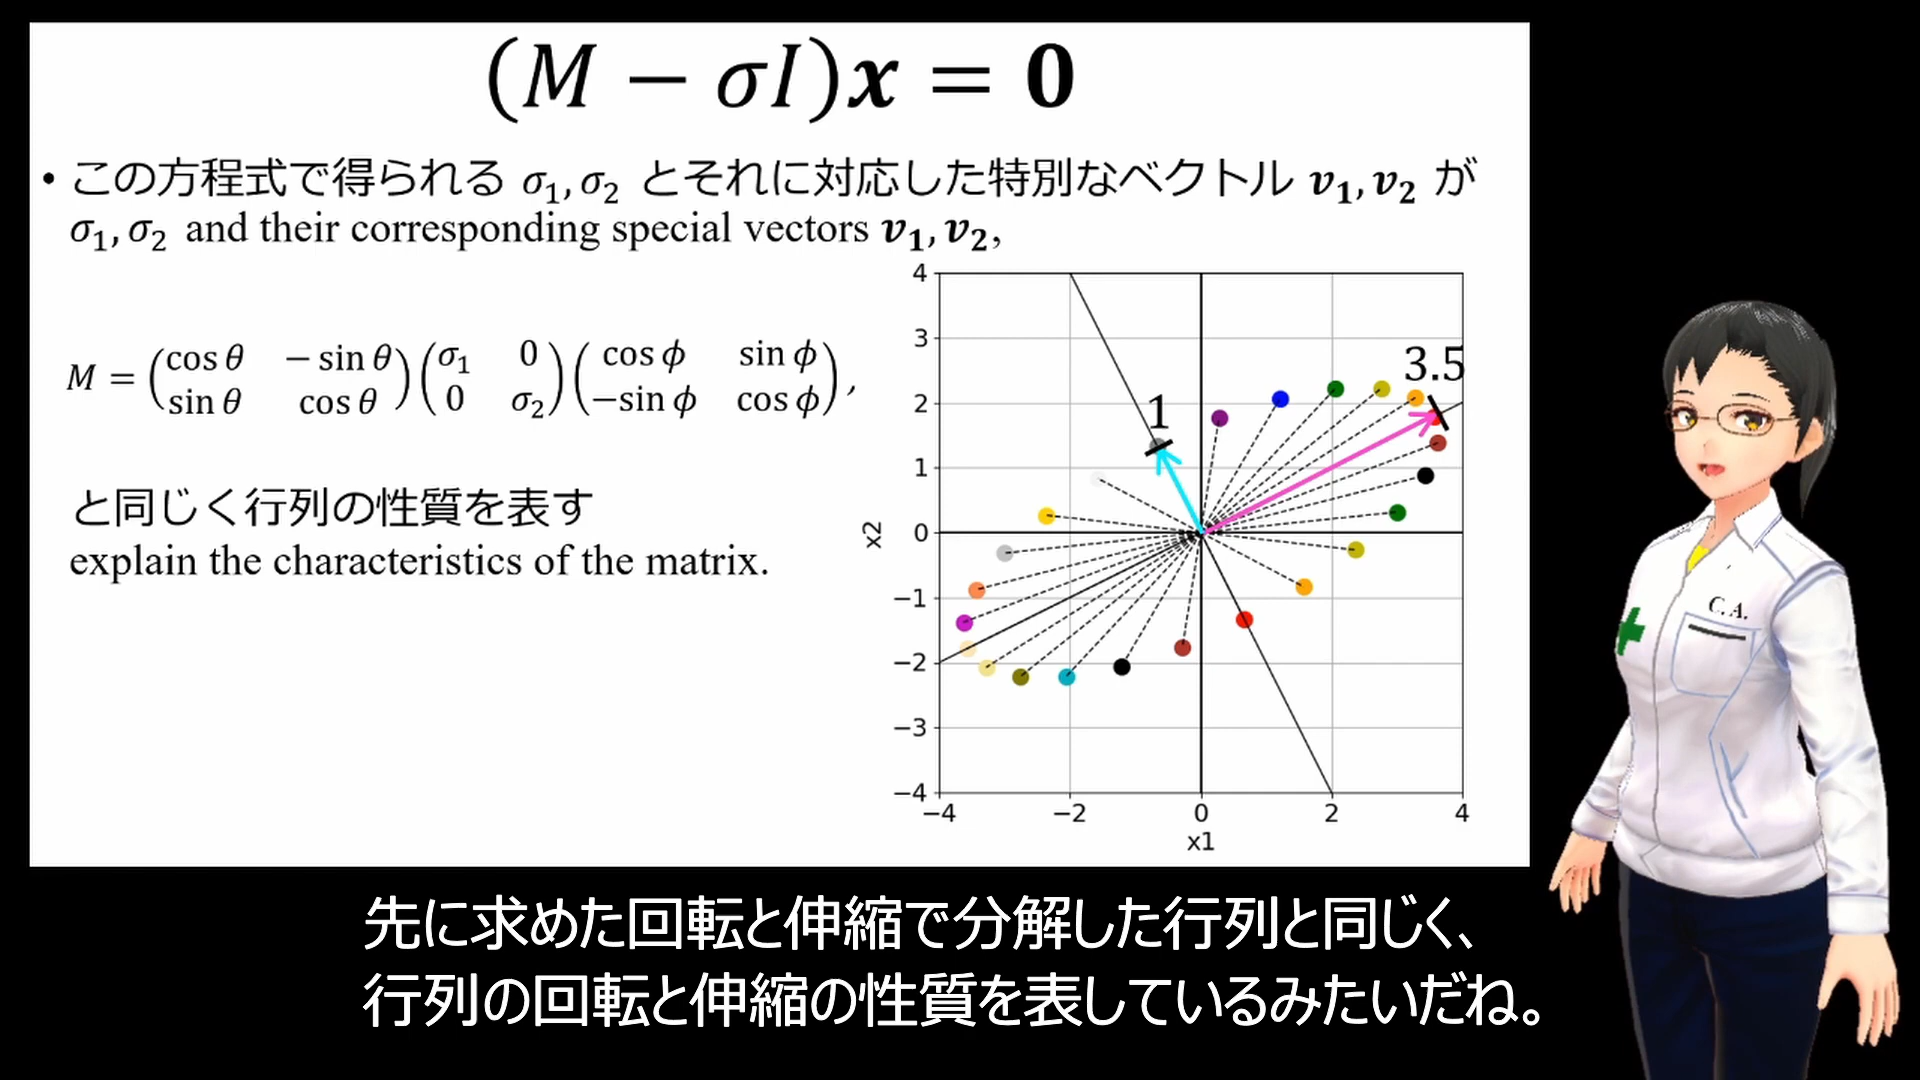 (M − σI)x = 0
• この方程式で得られる σ₁, σ₂ とそれに対応した特別なベクトル v₁, v₂ が
σ₁, σ₂ and their corresponding special vectors v₁, v₂,
M = (cos θ −sin θ) (σ₁ 0) (cos ϕ sin ϕ)
(sin θ cos θ) (0 σ₂) (−sin ϕ cos ϕ),
と同じく行列の性質を表す
explain the characteristics of the matrix.
4
3
2
1
0
−1
−2
−3
−4
x2
1
3.5
−4 −2 0 2 4
x1
C. A.
先に求めた回転と伸縮で分解した行列と同じく、
行列の回転と伸縮の性質を表しているみたいだね。